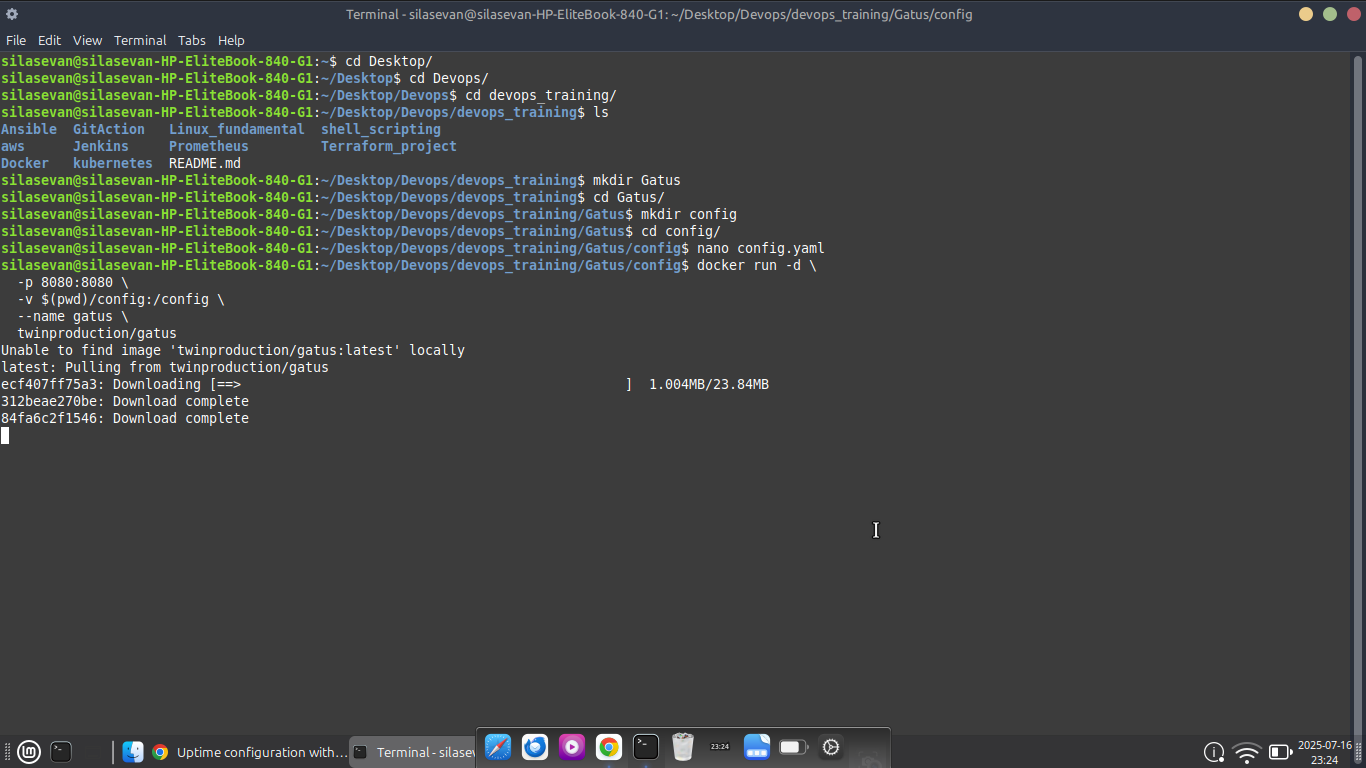 Terminal - silasevan@silasevan-HP-EliteBook-840-G1: ~/Desktop/Devops/devops_training/Gatus/config
File Edit View Terminal Tabs Help
silasevan@silasevan-HP-EliteBook-840-G1:~$ cd Desktop/
silasevan@silasevan-HP-EliteBook-840-G1:~/Desktop$ cd Devops/
silasevan@silasevan-HP-EliteBook-840-G1:~/Desktop/Devops$ cd devops_training/
silasevan@silasevan-HP-EliteBook-840-G1:~/Desktop/Devops/devops_training$ ls
Ansible  GitAction   Linux_fundamental  shell_scripting
aws      Jenkins     Prometheus         Terraform_project
Docker   kubernetes  README.md
silasevan@silasevan-HP-EliteBook-840-G1:~/Desktop/Devops/devops_training$ mkdir Gatus
silasevan@silasevan-HP-EliteBook-840-G1:~/Desktop/Devops/devops_training$ cd Gatus/
silasevan@silasevan-HP-EliteBook-840-G1:~/Desktop/Devops/devops_training/Gatus$ mkdir config
silasevan@silasevan-HP-EliteBook-840-G1:~/Desktop/Devops/devops_training/Gatus$ cd config/
silasevan@silasevan-HP-EliteBook-840-G1:~/Desktop/Devops/devops_training/Gatus/config$ nano config.yaml
silasevan@silasevan-HP-EliteBook-840-G1:~/Desktop/Devops/devops_training/Gatus/config$ docker run -d \
  -p 8080:8080 \
  -v $(pwd)/config:/config \
  --name gatus \
  twinproduction/gatus
Unable to find image 'twinproduction/gatus:latest' locally
latest: Pulling from twinproduction/gatus
ecf407ff75a3: Downloading [==>                                                ]  1.004MB/23.84MB
312beae270be: Download complete
84fa6c2f1546: Download complete
Uptime configuration with...
Terminal - silasev
23:24
2025-07-16
23:24